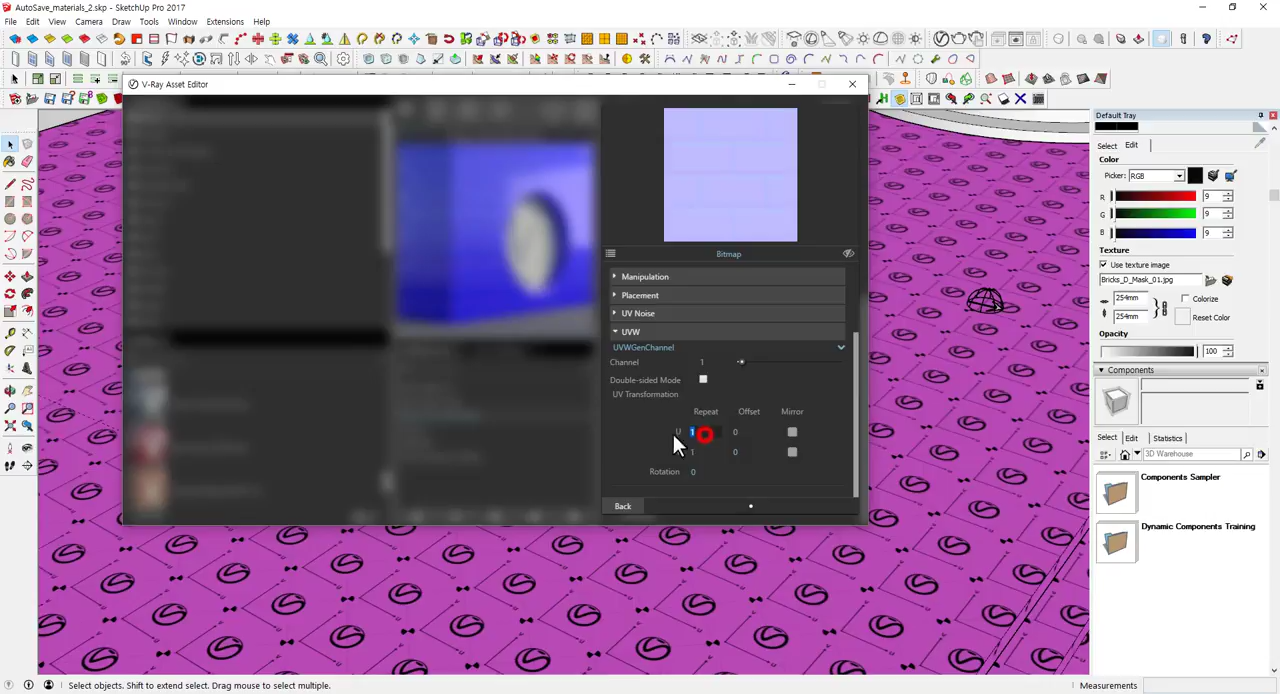 AutoSave_materials_2.skp - SketchUp Pro 2017
File Edit View Camera Draw Tools Window Extensions Help
V-Ray Asset Editor
Bitmap
Manipulation
Placement
UV Noise
UVW
UVWGenChannel
Channel 1
Double-sided Mode
UV Transformation
Repeat Offset Mirror
U 1 0
1 0
Rotation 0
Back
Default Tray
Select Edit
Color
Picker: RGB
R 9
G 9
B 9
Texture
Use texture image
Bricks_D_Mask_01.jpg
254mm Colorize
254mm Reset Color
Opacity
100
Components
Select Edit Statistics
3D Warehouse
Components Sampler
Dynamic Components Training
Select objects. Shift to extend select. Drag mouse to select multiple.
Measurements